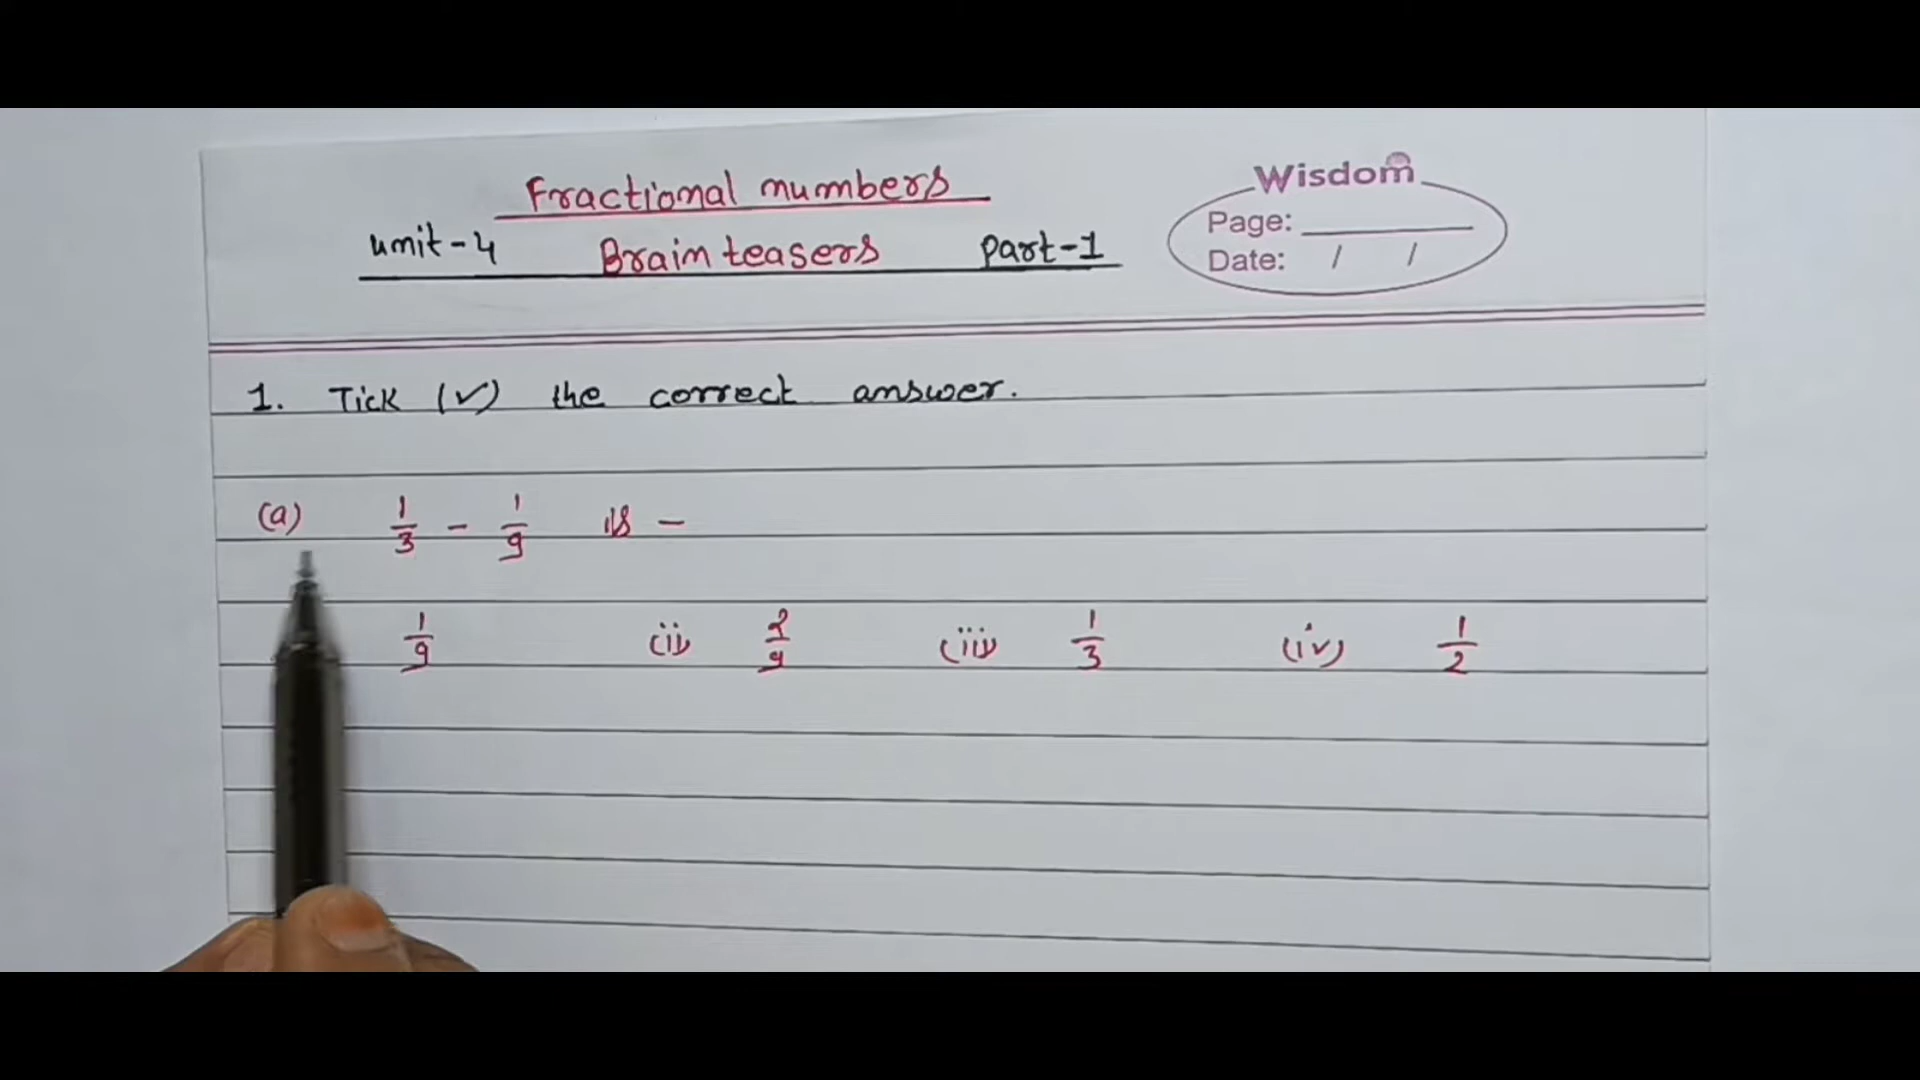 Fractional numbers
unit-4 Brain teasers part-1
Wisdom
Page:
Date: / /
1. Tick (✓) the correct answer.
(a) 1/3 - 1/9 is -
1/9 (ii) 2/9 (iii) 1/3 (iv) 1/2